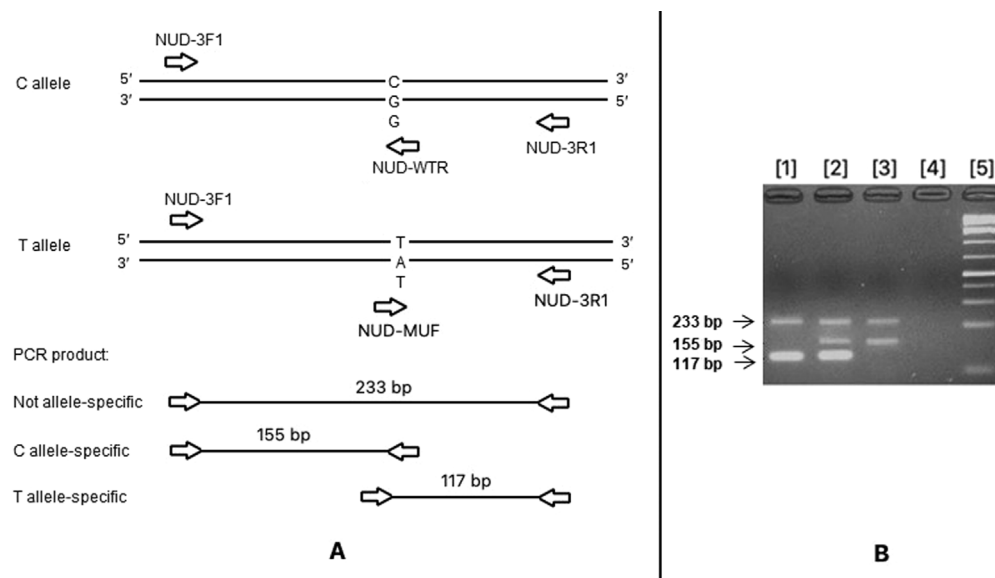 NUD-3F1
C allele
5′ C 3′
3′ G 5′
G
NUD-WTR
NUD-3R1
NUD-3F1
T allele
5′ T 3′
3′ A 5′
T
NUD-MUF
NUD-3R1
PCR product:
Not allele-specific
233 bp
C allele-specific
155 bp
T allele-specific
117 bp
A
[1] [2] [3] [4] [5]
233 bp
155 bp
117 bp
B